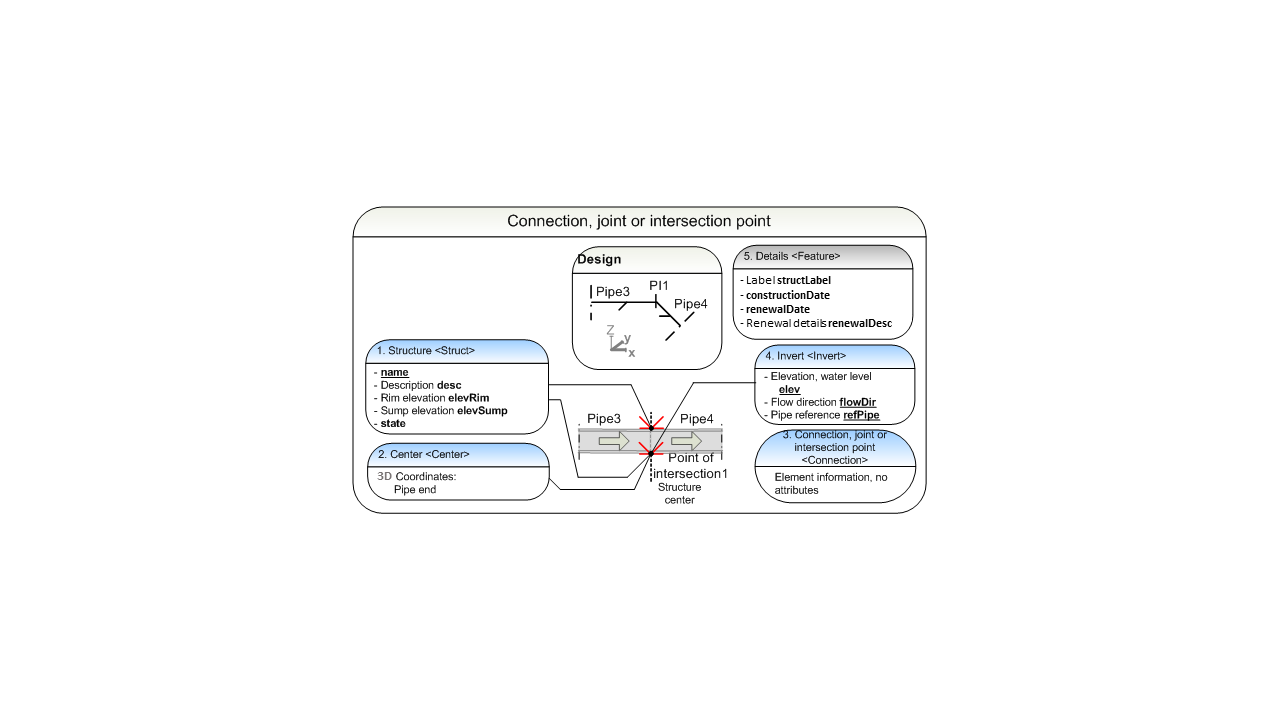 Connection, joint or intersection point
Design
Pipe3
PI1
Pipe4
Z
y
x
5. Details <Feature>
- Label structLabel
- constructionDate
- renewalDate
- Renewal details renewalDesc
1. Structure <Struct>
- name
- Description desc
- Rim elevation elevRim
- Sump elevation elevSump
- state
2. Center <Center>
3D Coordinates:
Pipe end
Pipe3
Pipe4
Point of
intersection1
Structure
center
4. Invert <Invert>
- Elevation, water level
elev
- Flow direction flowDir
- Pipe reference refPipe
3. Connection, joint or
intersection point
<Connection>
Element information, no
attributes